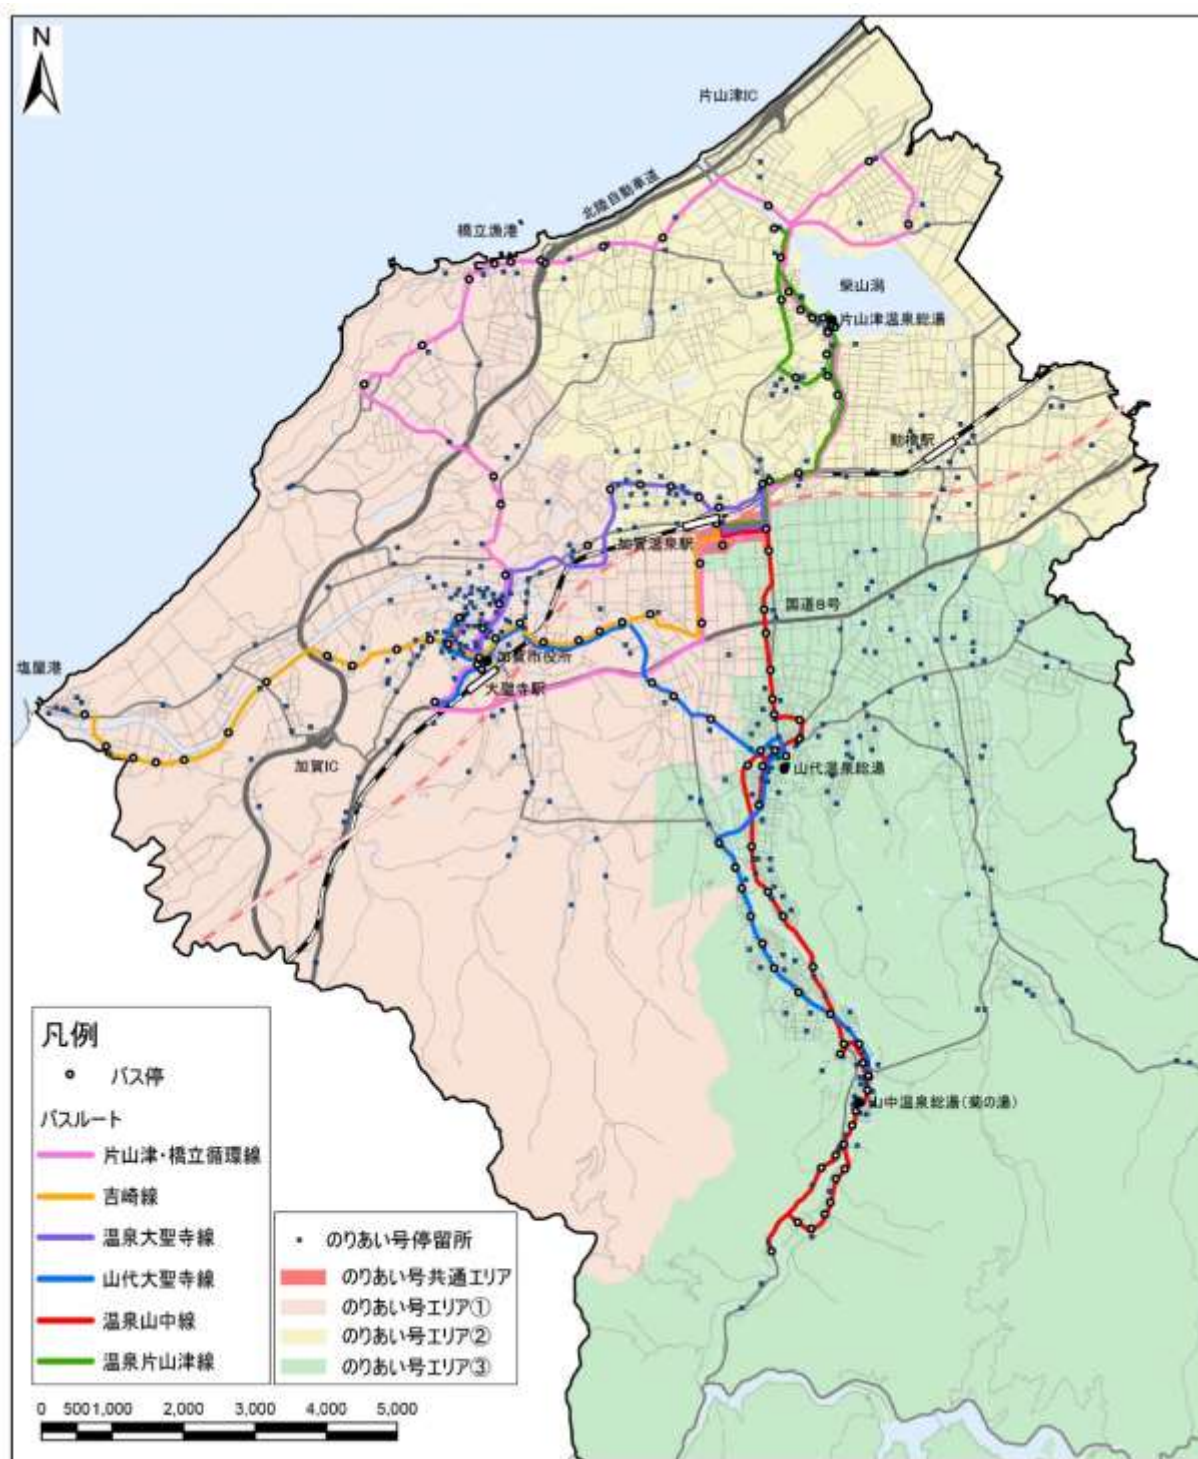 N
片山津IC
北陸自動車道
橋立漁港
柴山潟
片山津温泉総湯
動橋駅
加賀温泉駅
国道8号
塩屋港
加賀市役所
大聖寺駅
加賀IC
山代温泉総湯
山中温泉総湯(菊の湯)
凡例
バス停
バスルート
片山津・橋立循環線
吉崎線
温泉大聖寺線
山代大聖寺線
温泉山中線
温泉片山津線
のりあい号停留所
のりあい号共通エリア
のりあい号エリア①
のりあい号エリア②
のりあい号エリア③
0 500 1,000 2,000 3,000 4,000 5,000